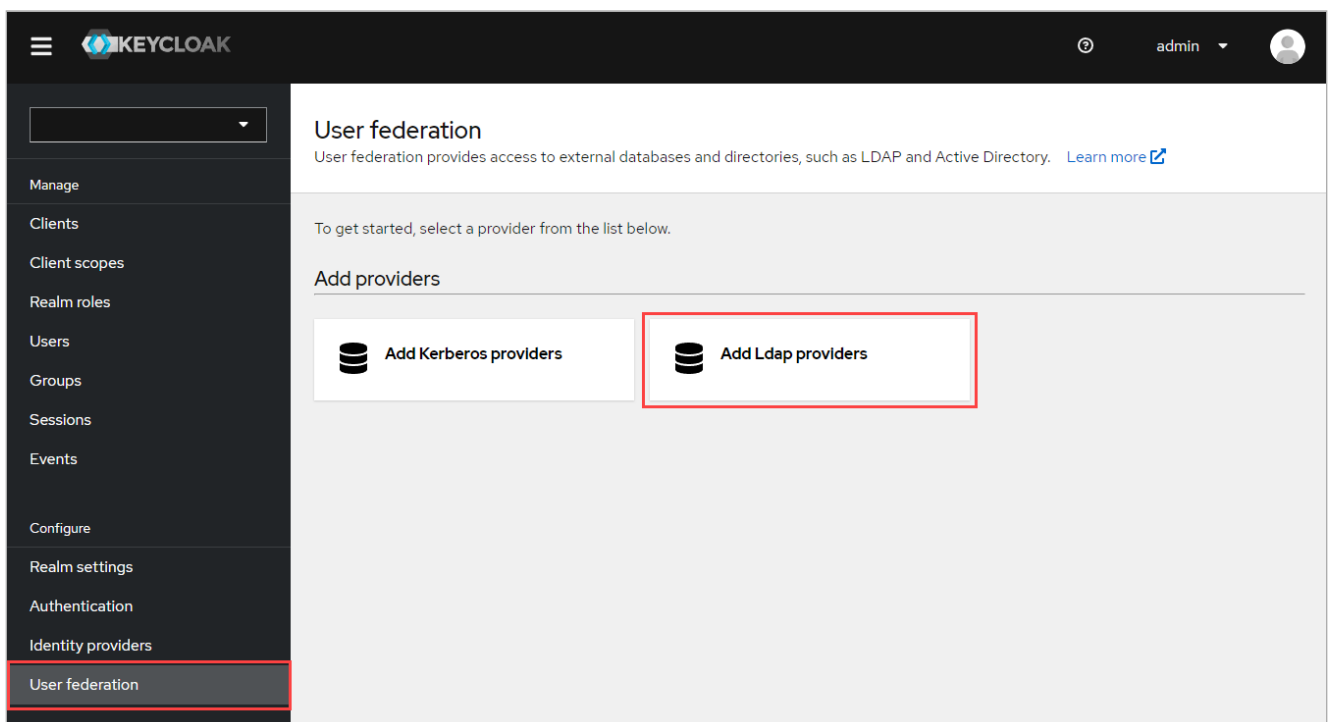 KEYCLOAK
admin
Manage
Clients
Client scopes
Realm roles
Users
Groups
Sessions
Events
Configure
Realm settings
Authentication
Identity providers
User federation
User federation
User federation provides access to external databases and directories, such as LDAP and Active Directory. Learn more
To get started, select a provider from the list below.
Add providers
Add Kerberos providers
Add Ldap providers